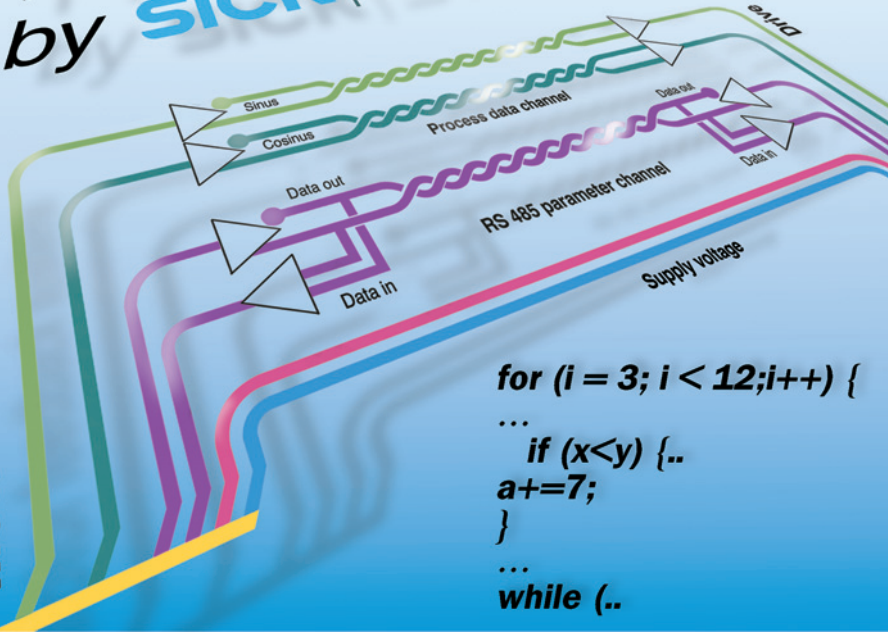 by SICK
Drive
Sinus
Cosinus
Process data channel
Data out
Data in
Data out
RS 485 parameter channel
Data in
Supply voltage
for (i = 3; i < 12;i++) {
...
if (x<y) {..
a+=7;
}
...
while (..